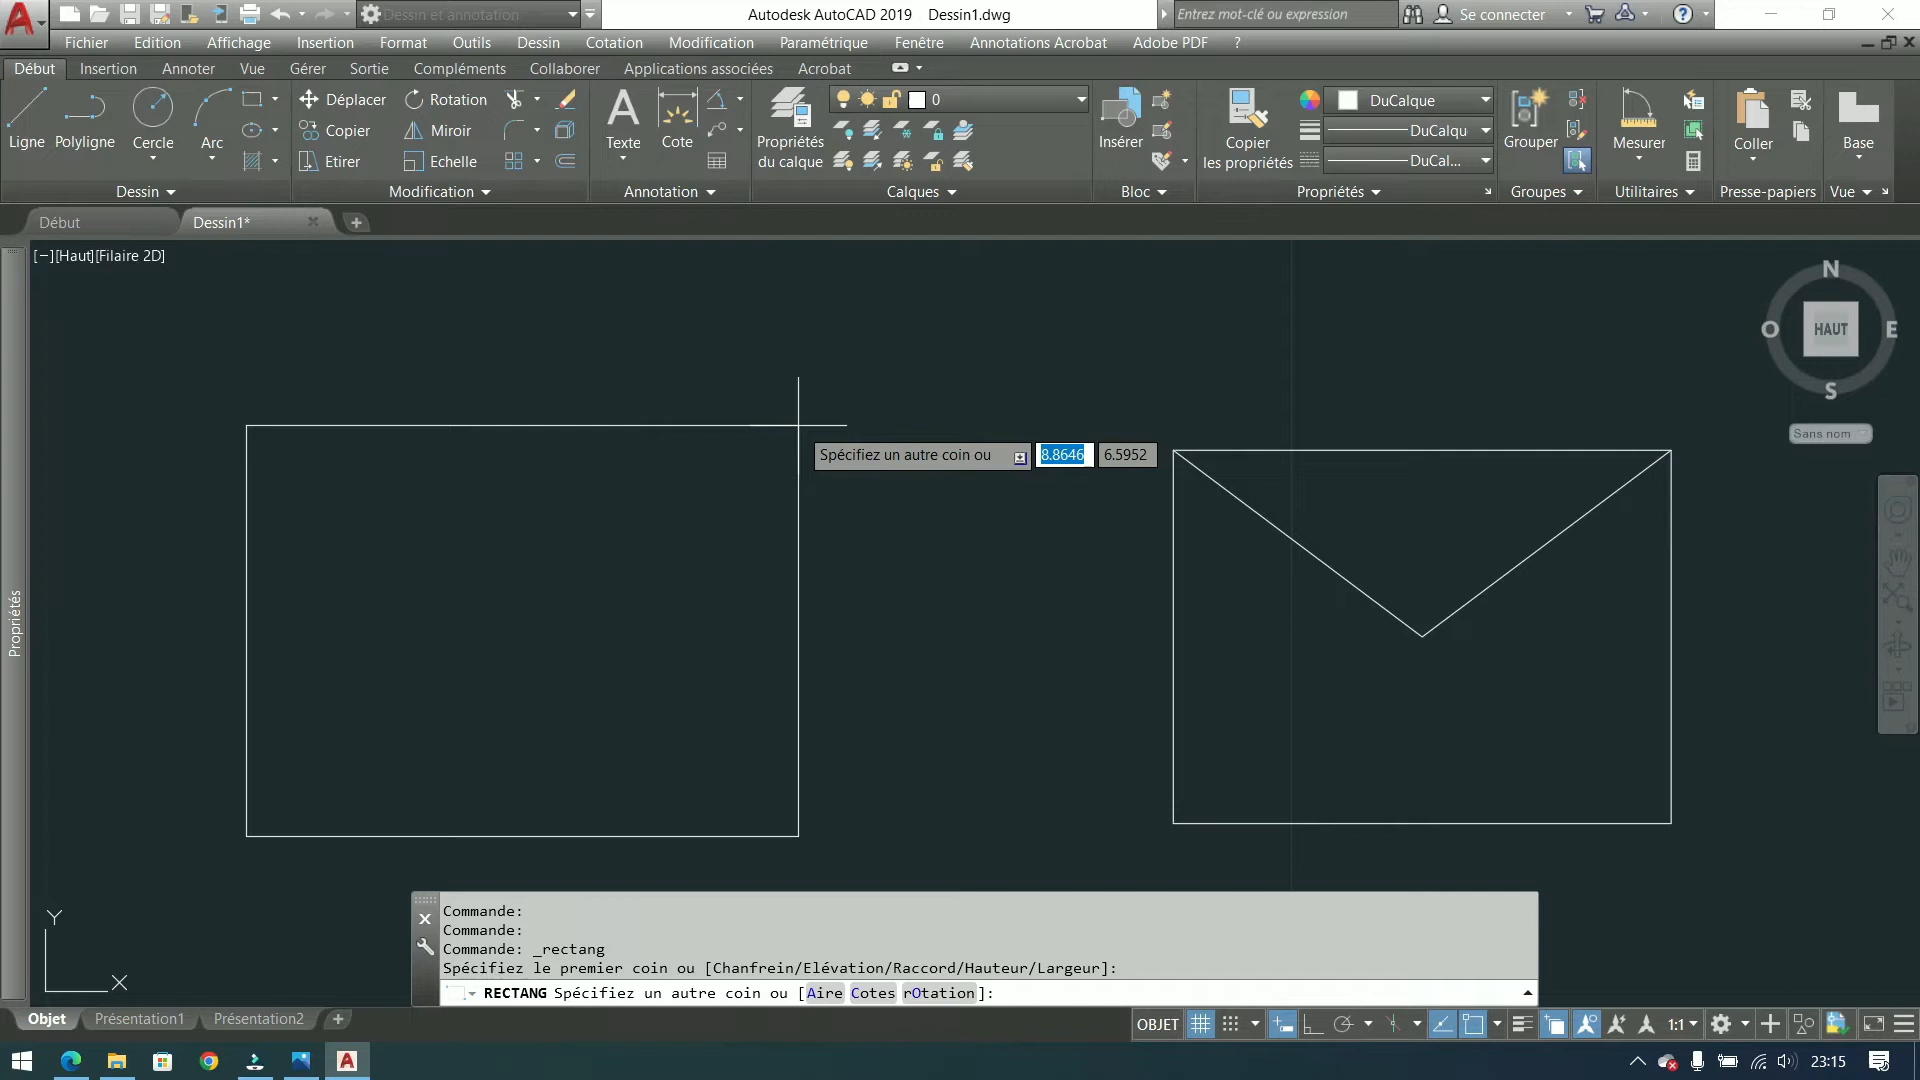 Dessin et annotation
Autodesk AutoCAD 2019 Dessin1.dwg
Entrez mot-clé ou expression
Se connecter
Fichier Edition Affichage Insertion Format Outils Dessin Cotation Modification Paramétrique Fenêtre Annotations Acrobat Adobe PDF ?
Début Insertion Annoter Vue Gérer Sortie Compléments Collaborer Applications associées Acrobat
Ligne Polyligne Cercle Arc
Déplacer Rotation
Copier Miroir
Etirer Echelle
Texte Cote
Propriétés
du calque
0
Insérer
Copier
les propriétés
DuCalque
DuCalqu
DuCal...
Grouper
Mesurer
Coller
Base
Dessin Modification Annotation Calques Bloc Propriétés Groupes Utilitaires Presse-papiers Vue
Début Dessin1*
[−][Haut][Filaire 2D]
N
O HAUT E
S
Sans nom
Spécifiez un autre coin ou 8.8646 6.5952
Propriétés
Y
X
Commande:
Commande:
Commande: _rectang
Spécifiez le premier coin ou [Chanfrein/Elévation/Raccord/Hauteur/Largeur]:
RECTANG Spécifiez un autre coin ou [Aire Cotes rOtation]:
Objet Présentation1 Présentation2
OBJET 1:1
23:15